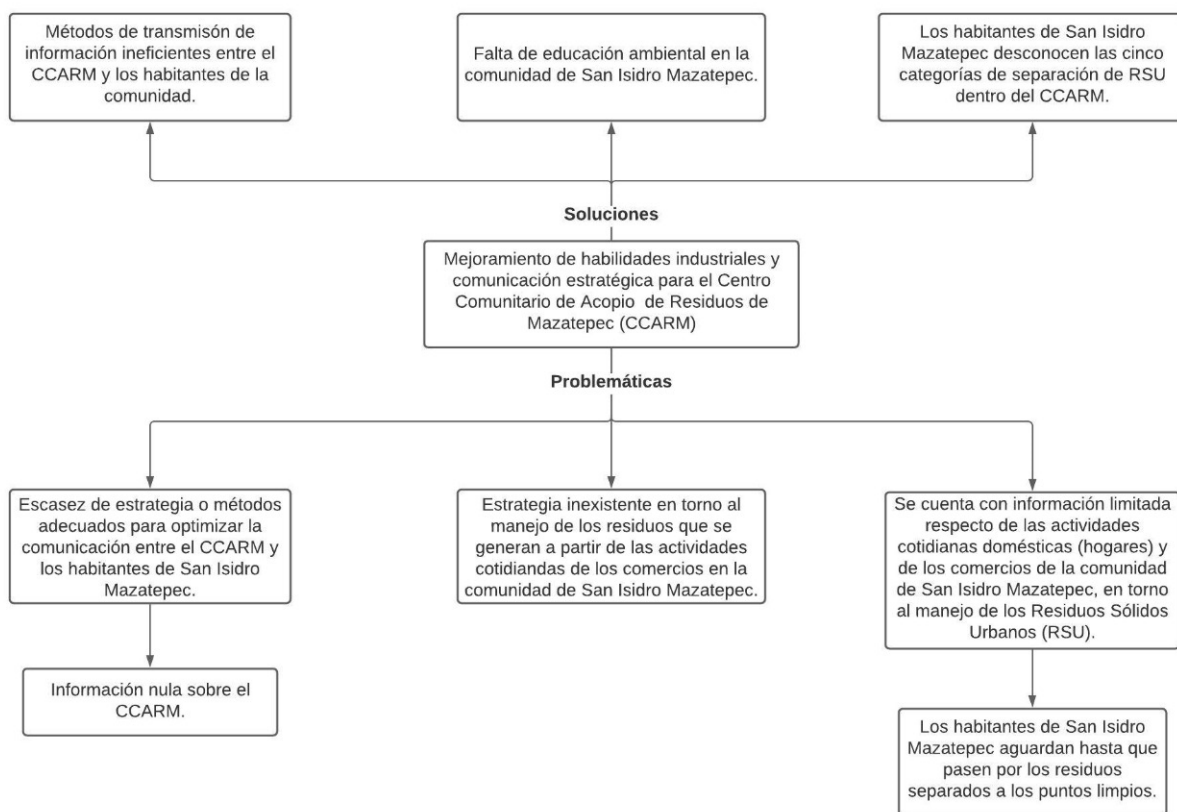 Métodos de transmisón de
información ineficientes entre el
CCARM y los habitantes de la
comunidad.
Falta de educación ambiental en la
comunidad de San Isidro Mazatepec.
Los habitantes de San Isidro
Mazatepec desconocen las cinco
categorías de separación de RSU
dentro del CCARM.
Soluciones
Mejoramiento de habilidades industriales y
comunicación estratégica para el Centro
Comunitario de Acopio de Residuos de
Mazatepec (CCARM)
Problemáticas
Escasez de estrategia o métodos
adecuados para optimizar la
comunicación entre el CCARM y
los habitantes de San Isidro
Mazatepec.
Estrategia inexistente en torno al
manejo de los residuos que se
generan a partir de las actividades
cotidiandas de los comercios en la
comunidad de San Isidro Mazatepec.
Se cuenta con información limitada
respecto de las actividades
cotidianas domésticas (hogares) y
de los comercios de la comunidad
de San Isidro Mazatepec, en torno
al manejo de los Residuos Sólidos
Urbanos (RSU).
Información nula sobre el
CCARM.
Los habitantes de San Isidro
Mazatepec aguardan hasta que
pasen por los residuos
separados a los puntos limpios.